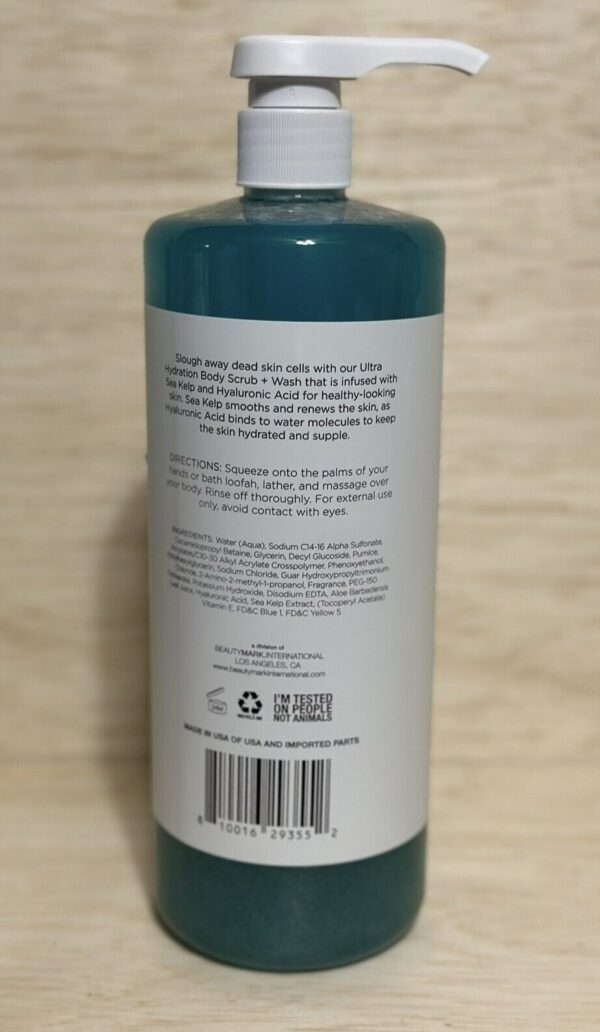 Slough away dead skin cells with our Ultra
Hydration Body Scrub + Wash that is infused with
Sea Kelp and Hyaluronic Acid for healthy-looking
skin. Sea Kelp smooths and renews the skin, as
Hyaluronic Acid binds to water molecules to keep
the skin hydrated and supple.
DIRECTIONS: Squeeze onto the palms of your
hands or bath loofah, lather, and massage over
your body. Rinse off thoroughly. For external use
only, avoid contact with eyes.
INGREDIENTS: Water (Aqua), Sodium C14-16 Alpha Sulfonate,
Cocamidopropyl Betaine, Glycerin, Decyl Glucoside, Pumice,
Acrylates/C10-30 Alkyl Acrylate Crosspolymer, Phenoxyethanol,
Ethylhexylglycerin, Sodium Chloride, Guar Hydroxypropyltrimonium
Chloride, 2-Amino-2-methyl-1-propanol, Fragrance, PEG-150
Potassium Hydroxide, Disodium EDTA, Aloe Barbadensis
Leaf Juice, Hyaluronic Acid, Sea Kelp Extract, (Tocoperyl Acetate)
Vitamin E, FD&C Blue 1, FD&C Yellow 5
a division of
BEAUTYMARK.INTERNATIONAL
LOS ANGELES, CA
www.beautymarkinternational.com
RECYCLE ME
I'M TESTED
ON PEOPLE
NOT ANIMALS
MADE IN USA OF USA AND IMPORTED PARTS
8 10016 29355 2